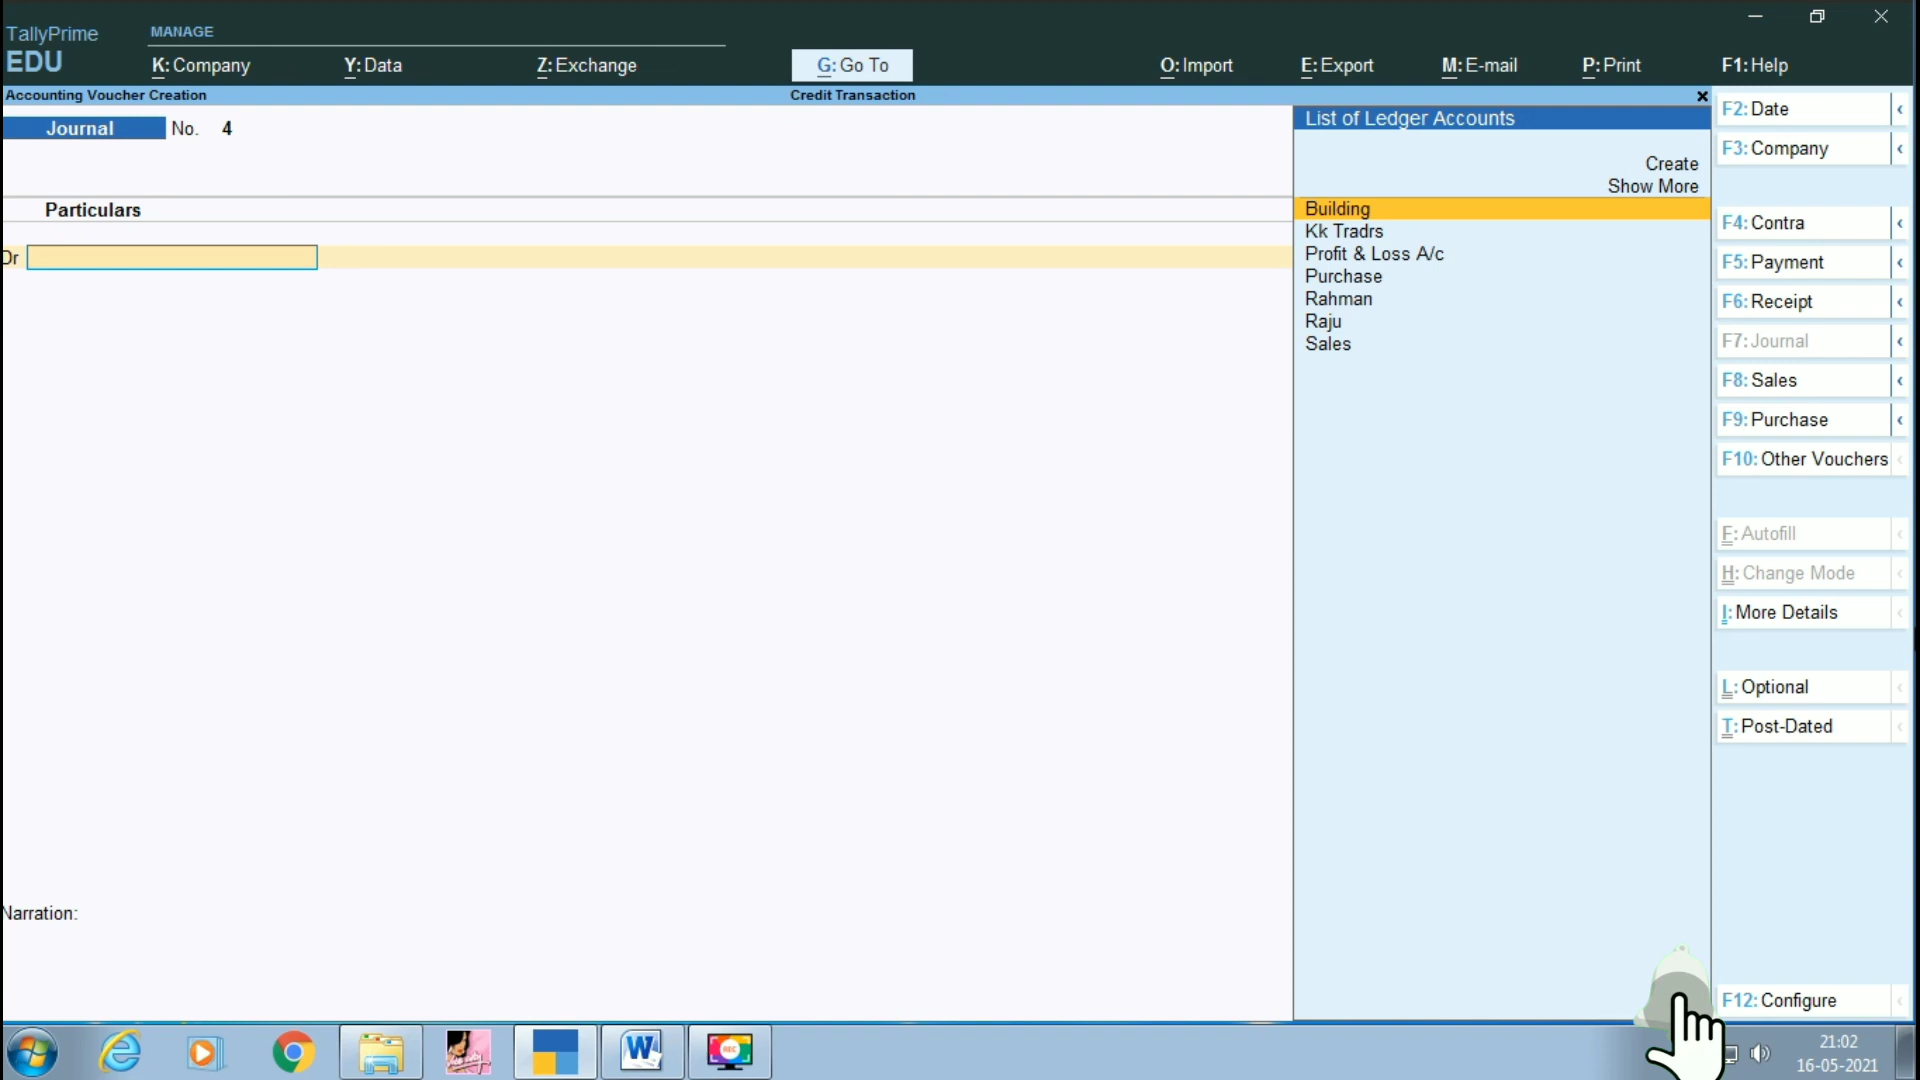 TallyPrime
EDU
MANAGE
K: Company
Y: Data
Z: Exchange
G: Go To
O: Import
E: Export
M: E-mail
P: Print
F1: Help
Accounting Voucher Creation
Credit Transaction
Journal No. 4
Particulars
Dr
Narration:
List of Ledger Accounts
Create
Show More
Building
Kk Tradrs
Profit & Loss A/c
Purchase
Rahman
Raju
Sales
F2: Date
F3: Company
F4: Contra
F5: Payment
F6: Receipt
F7: Journal
F8: Sales
F9: Purchase
F10: Other Vouchers
F: Autofill
H: Change Mode
I: More Details
L: Optional
T: Post-Dated
F12: Configure
REC
21:02
16-05-2021